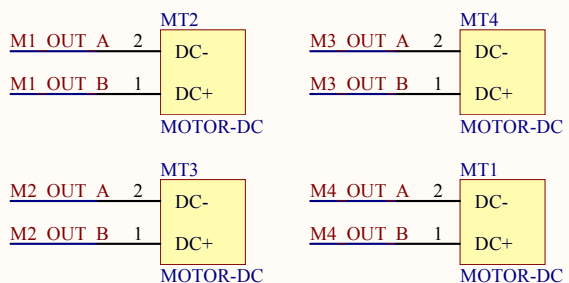 MT2
M1_OUT_A 2 DC-
M1_OUT_B 1 DC+
MOTOR-DC
MT4
M3_OUT_A 2 DC-
M3_OUT_B 1 DC+
MOTOR-DC
MT3
M2_OUT_A 2 DC-
M2_OUT_B 1 DC+
MOTOR-DC
MT1
M4_OUT_A 2 DC-
M4_OUT_B 1 DC+
MOTOR-DC